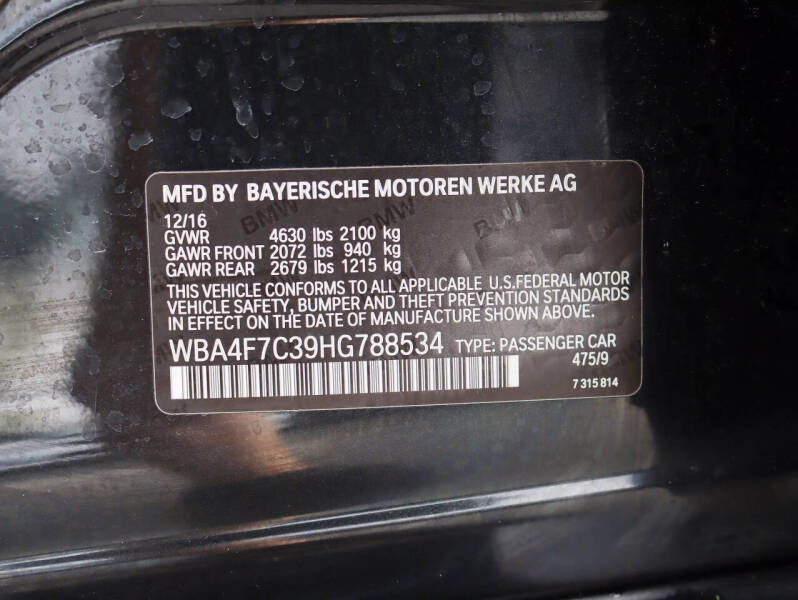 MFD BY BAYERISCHE MOTOREN WERKE AG
12/16
GVWR 4630 lbs 2100 kg
GAWR FRONT 2072 lbs 940 kg
GAWR REAR 2679 lbs 1215 kg
THIS VEHICLE CONFORMS TO ALL APPLICABLE U.S.FEDERAL MOTOR
VEHICLE SAFETY, BUMPER AND THEFT PREVENTION STANDARDS
IN EFFECT ON THE DATE OF MANUFACTURE SHOWN ABOVE.
WBA4F7C39HG788534 TYPE: PASSENGER CAR
475/9
7 315 814